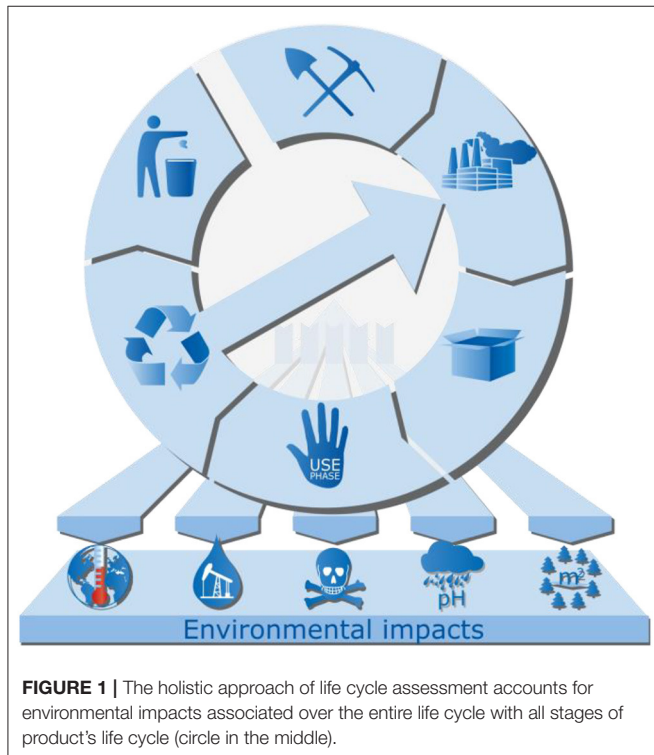 USE
PHASE
m²
pH
Environmental impacts
FIGURE 1 | The holistic approach of life cycle assessment accounts for
environmental impacts associated over the entire life cycle with all stages of
product's life cycle (circle in the middle).